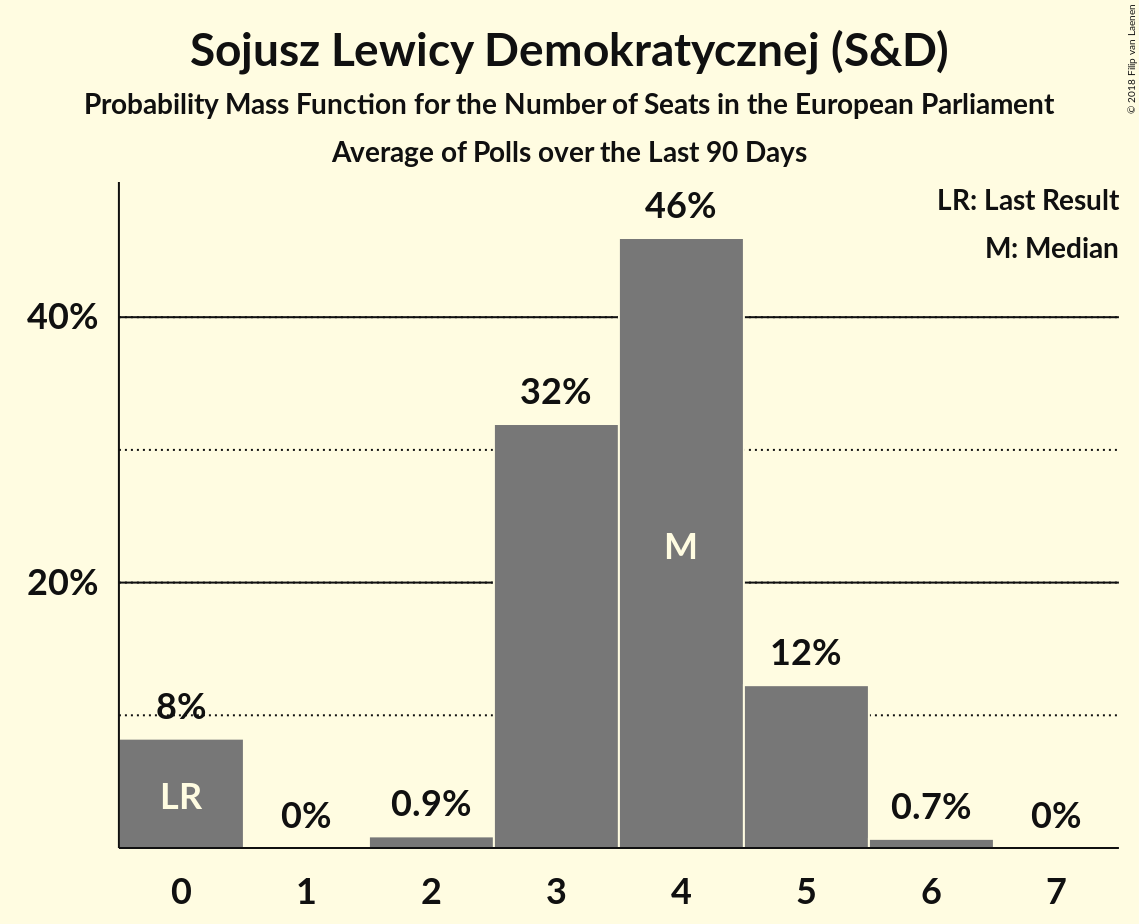 Sojusz Lewicy Demokratycznej (S&D)
Probability Mass Function for the Number of Seats in the European Parliament
Average of Polls over the Last 90 Days
© 2018 Filip van Laenen
LR: Last Result
M: Median
46%
40%
32%
M
20%
12%
8%
LR
0%
0.9%
0.7%
0%
0 1 2 3 4 5 6 7